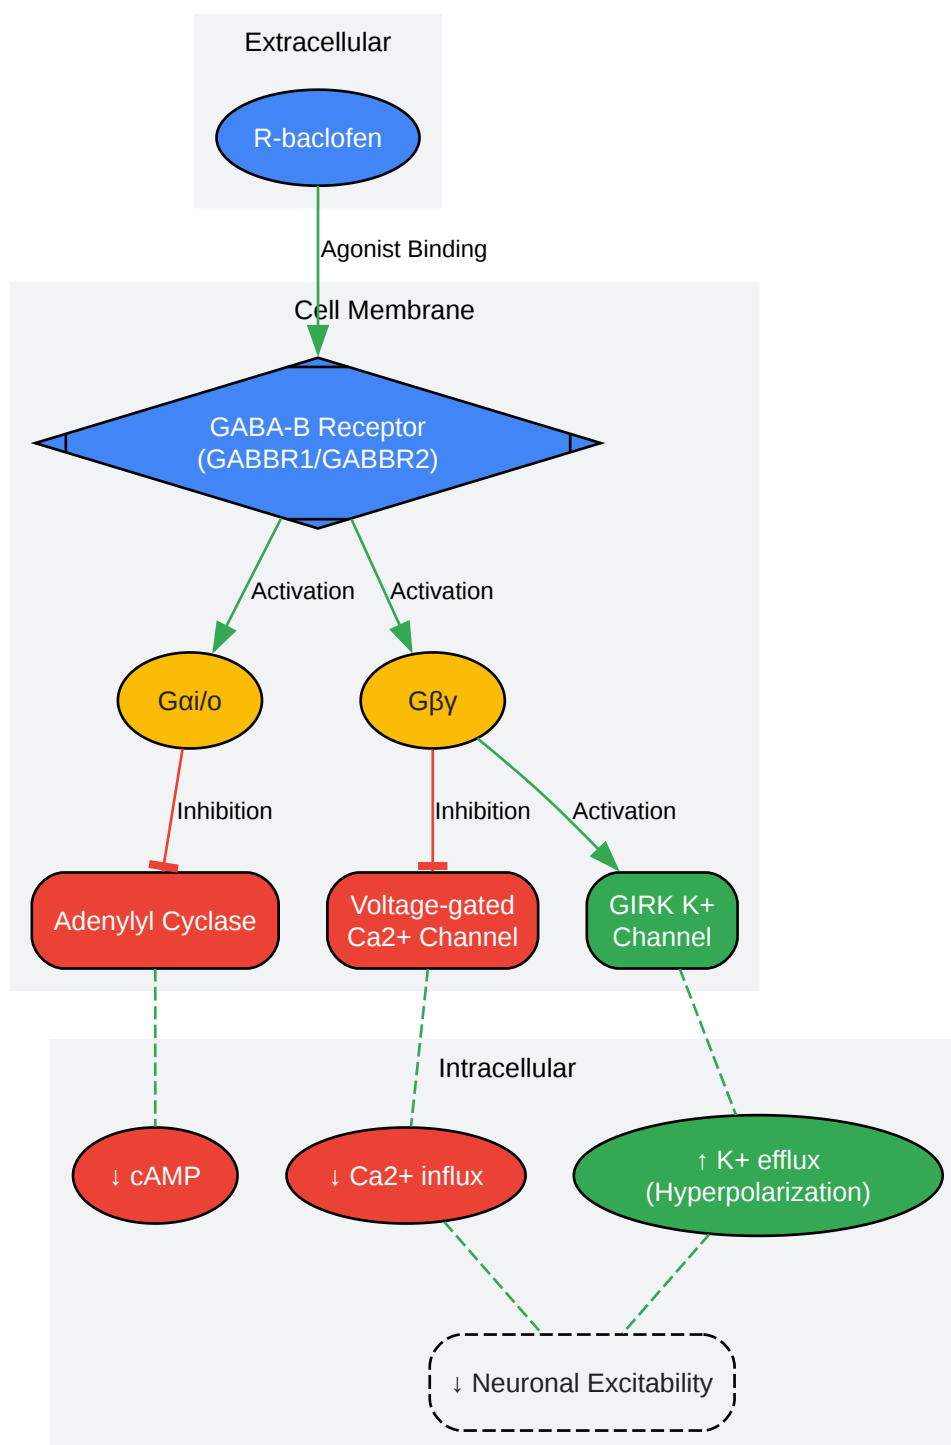 Extracellular
R-baclofen
Agonist Binding
Cell Membrane
GABA-B Receptor
(GABBR1/GABBR2)
Activation
Activation
Gαi/o
Gβγ
Inhibition
Inhibition
Activation
Adenylyl Cyclase
Voltage-gated
Ca2+ Channel
GIRK K+
Channel
Intracellular
↓ cAMP
↓ Ca2+ influx
↑ K+ efflux
(Hyperpolarization)
↓ Neuronal Excitability